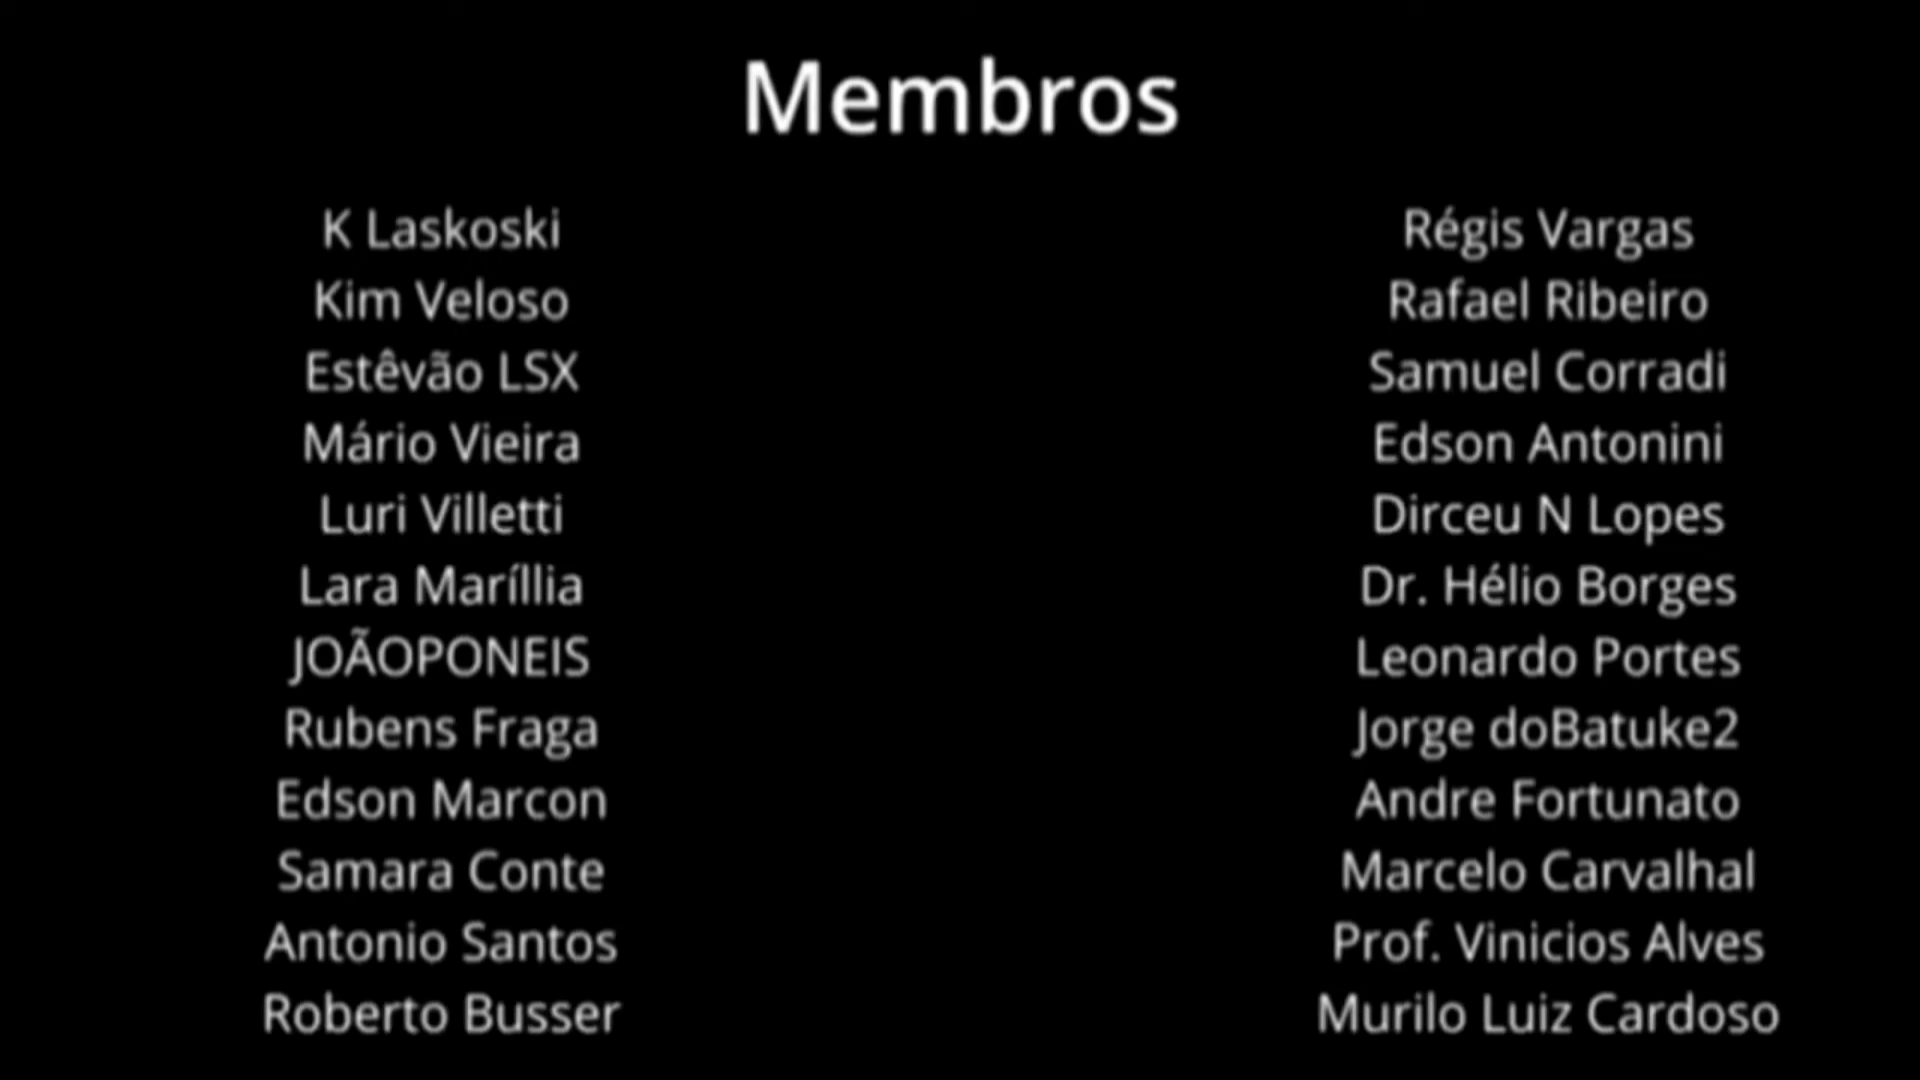 Membros
K Laskoski
Kim Veloso
Estêvão LSX
Mário Vieira
Luri Villetti
Lara Maríllia
JOÃOPONEIS
Rubens Fraga
Edson Marcon
Samara Conte
Antonio Santos
Roberto Busser
Régis Vargas
Rafael Ribeiro
Samuel Corradi
Edson Antonini
Dirceu N Lopes
Dr. Hélio Borges
Leonardo Portes
Jorge doBatuke2
Andre Fortunato
Marcelo Carvalhal
Prof. Vinicios Alves
Murilo Luiz Cardoso